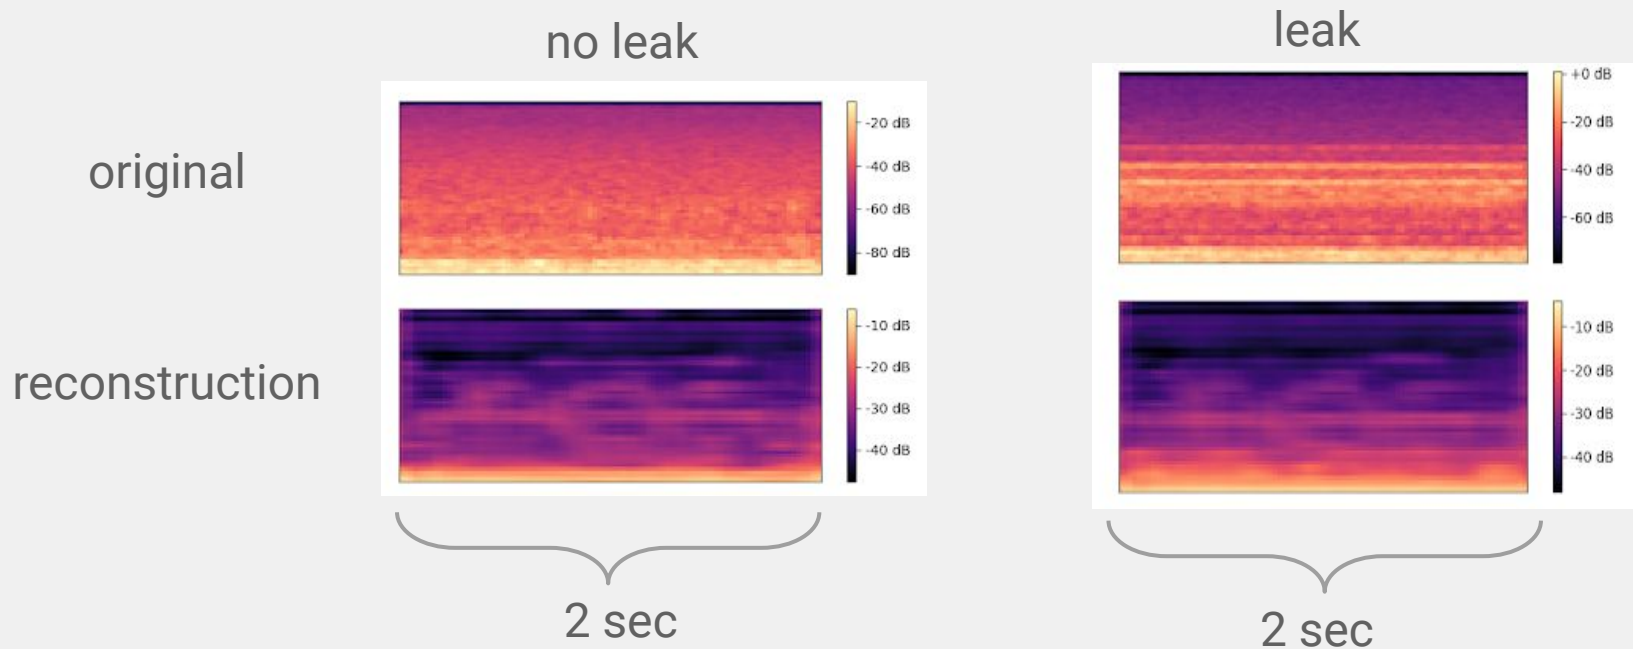 no leak
leak
original
-20 dB
-40 dB
-60 dB
-80 dB
+0 dB
-20 dB
-40 dB
-60 dB
reconstruction
-10 dB
-20 dB
-30 dB
-40 dB
-10 dB
-20 dB
-30 dB
-40 dB
2 sec
2 sec